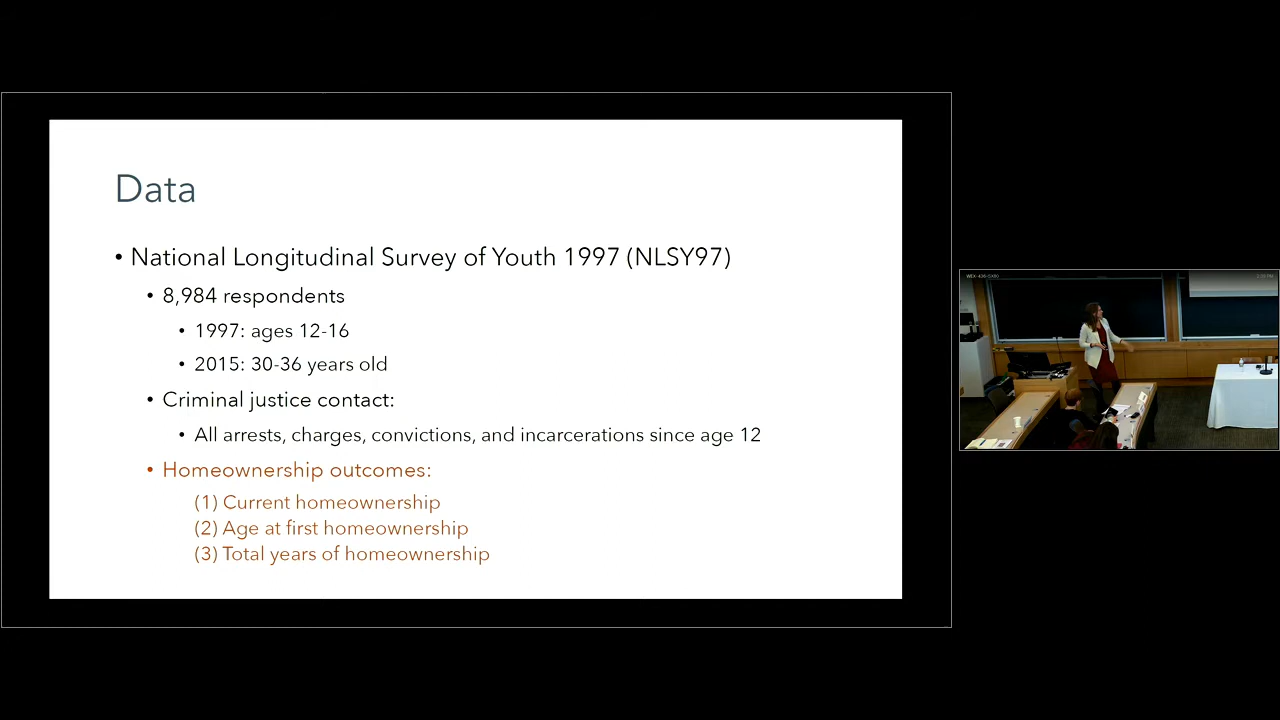 Data
• National Longitudinal Survey of Youth 1997 (NLSY97)
• 8,984 respondents
• 1997: ages 12-16
• 2015: 30-36 years old
• Criminal justice contact:
• All arrests, charges, convictions, and incarcerations since age 12
• Homeownership outcomes:
(1) Current homeownership
(2) Age at first homeownership
(3) Total years of homeownership